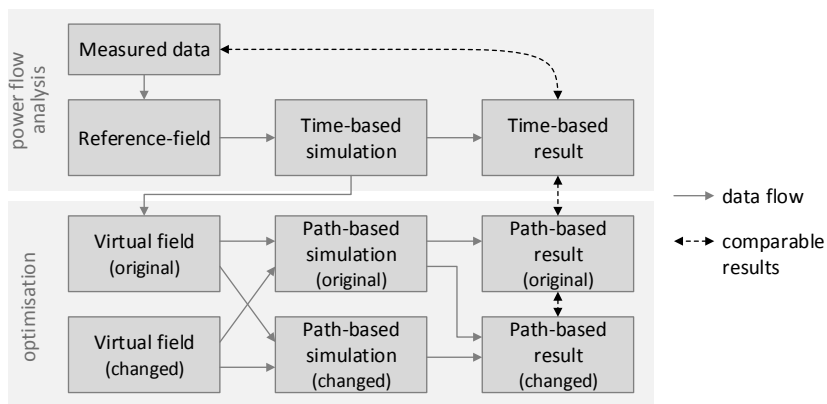 power flow
analysis
Measured data
Reference-field
Time-based
simulation
Time-based
result
optimisation
Virtual field
(original)
Path-based
simulation
(original)
Path-based
result
(original)
Virtual field
(changed)
Path-based
simulation
(changed)
Path-based
result
(changed)
data flow
comparable
results